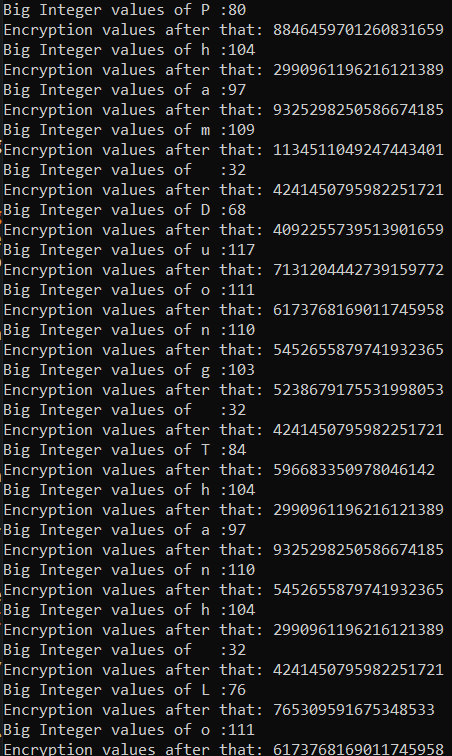 Big Integer values of P :80
Encryption values after that: 8846459701260831659
Big Integer values of h :104
Encryption values after that: 2990961196216121389
Big Integer values of a :97
Encryption values after that: 9325298250586674185
Big Integer values of m :109
Encryption values after that: 1134511049247443401
Big Integer values of   :32
Encryption values after that: 4241450795982251721
Big Integer values of D :68
Encryption values after that: 4092255739513901659
Big Integer values of u :117
Encryption values after that: 7131204442739159772
Big Integer values of o :111
Encryption values after that: 6173768169011745958
Big Integer values of n :110
Encryption values after that: 5452655879741932365
Big Integer values of g :103
Encryption values after that: 5238679175531998053
Big Integer values of   :32
Encryption values after that: 4241450795982251721
Big Integer values of T :84
Encryption values after that: 596683350978046142
Big Integer values of h :104
Encryption values after that: 2990961196216121389
Big Integer values of a :97
Encryption values after that: 9325298250586674185
Big Integer values of n :110
Encryption values after that: 5452655879741932365
Big Integer values of h :104
Encryption values after that: 2990961196216121389
Big Integer values of   :32
Encryption values after that: 4241450795982251721
Big Integer values of L :76
Encryption values after that: 765309591675348533
Big Integer values of o :111
Encryption values after that: 6173768169011745958